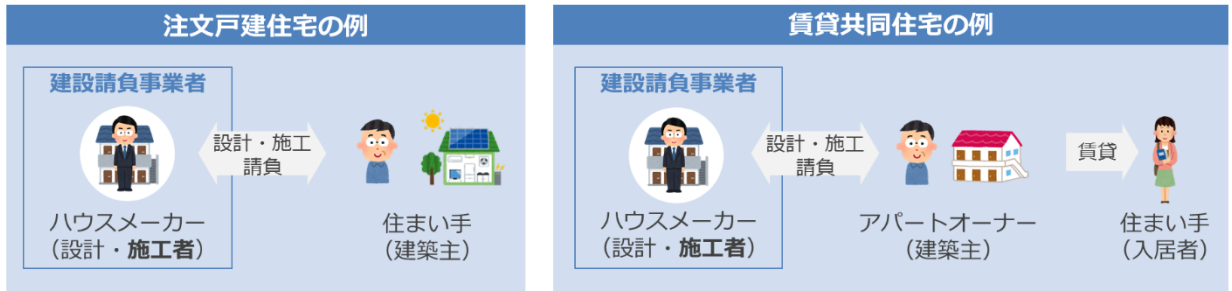 注文戸建住宅の例
建設請負事業者
設計・施工
請負
ハウスメーカー
（設計・施工者）
住まい手
（建築主）
賃貸共同住宅の例
建設請負事業者
設計・施工
請負
賃貸
ハウスメーカー
（設計・施工者）
アパートオーナー
（建築主）
住まい手
（入居者）